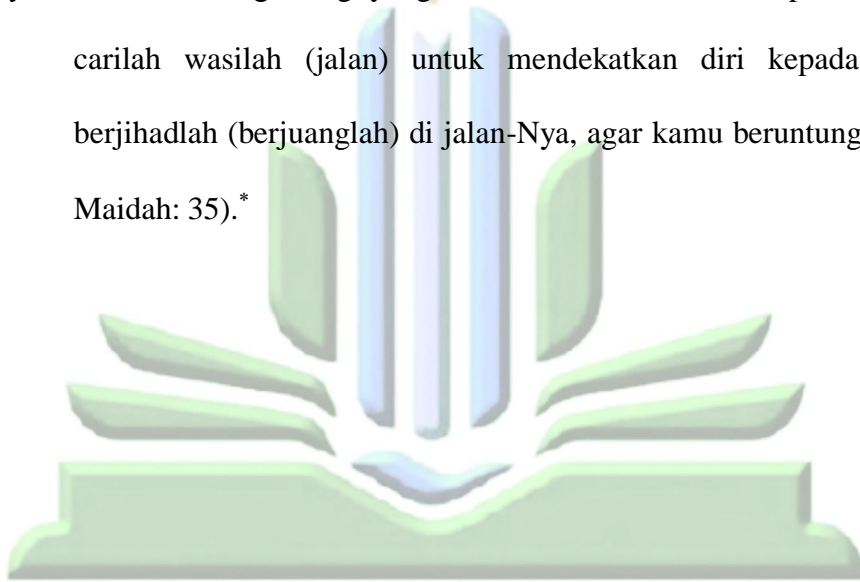 carilah wasilah (jalan) untuk mendekatkan diri kepada
berjihadlah (berjuanglah) di jalan-Nya, agar kamu beruntung
Maidah: 35).*